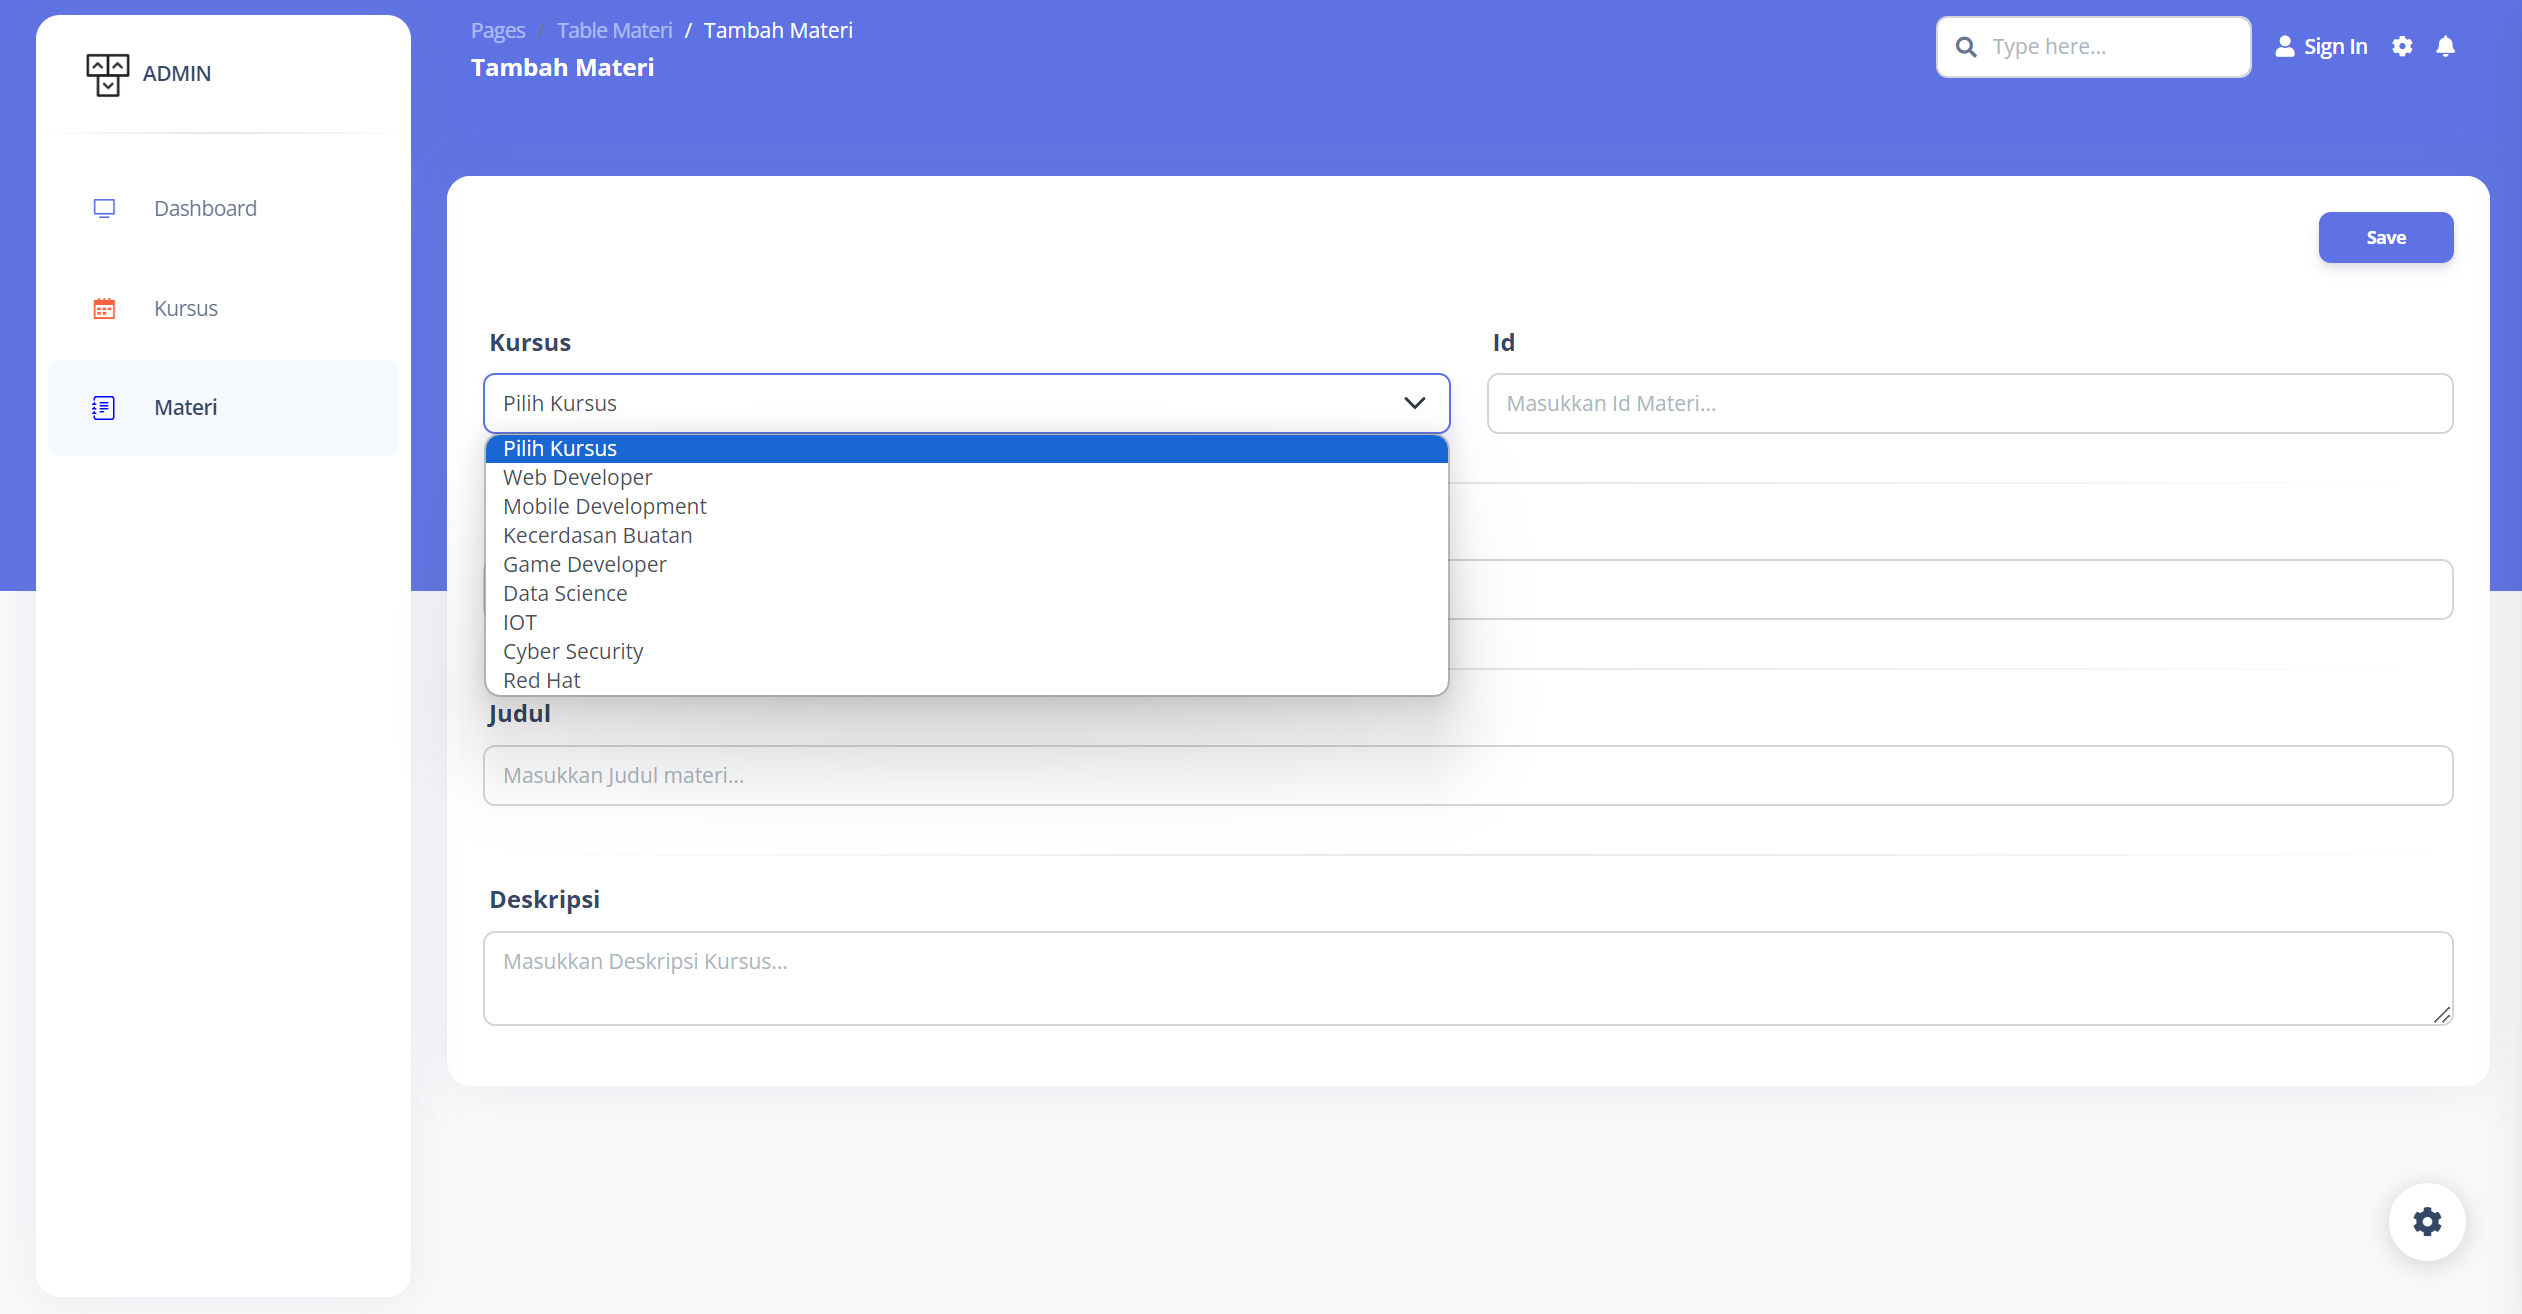 ADMIN
Dashboard
Kursus
Materi
Pages / Table Materi / Tambah Materi
Tambah Materi
Type here...
Sign In
Save
Kursus
Pilih Kursus
Pilih Kursus
Web Developer
Mobile Development
Kecerdasan Buatan
Game Developer
Data Science
IOT
Cyber Security
Red Hat
Id
Masukkan Id Materi...
Judul
Masukkan Judul materi...
Deskripsi
Masukkan Deskripsi Kursus...